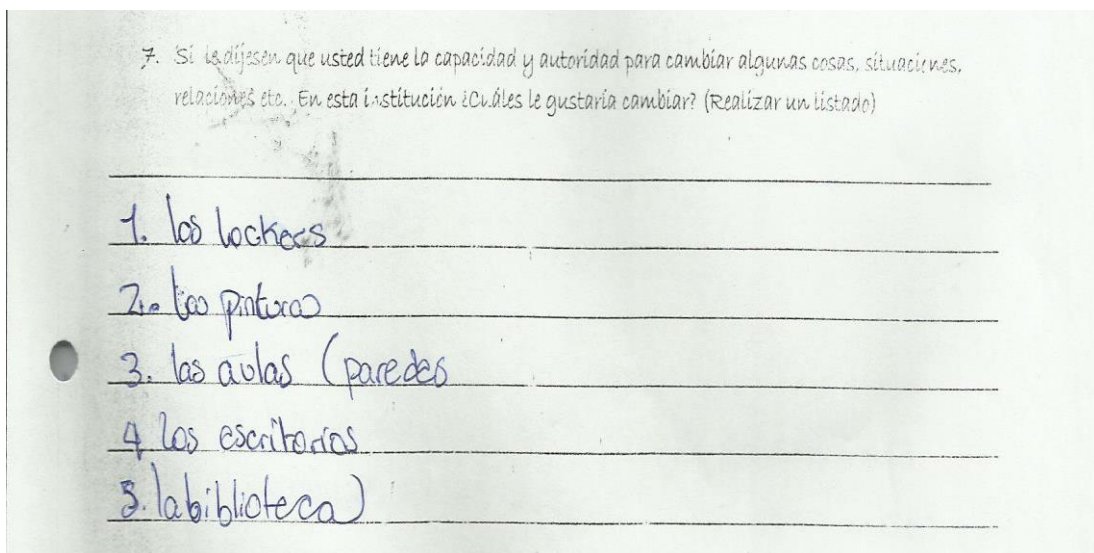 7. Si le dijesen que usted tiene la capacidad y autoridad para cambiar algunas cosas, situaciones,
relaciones etc. En esta institución ¿Cuáles le gustaría cambiar? (Realizar un listado)
1. los lockers
2. las pinturas
3. las aulas (paredes
4 los escritorios
5. la biblioteca)